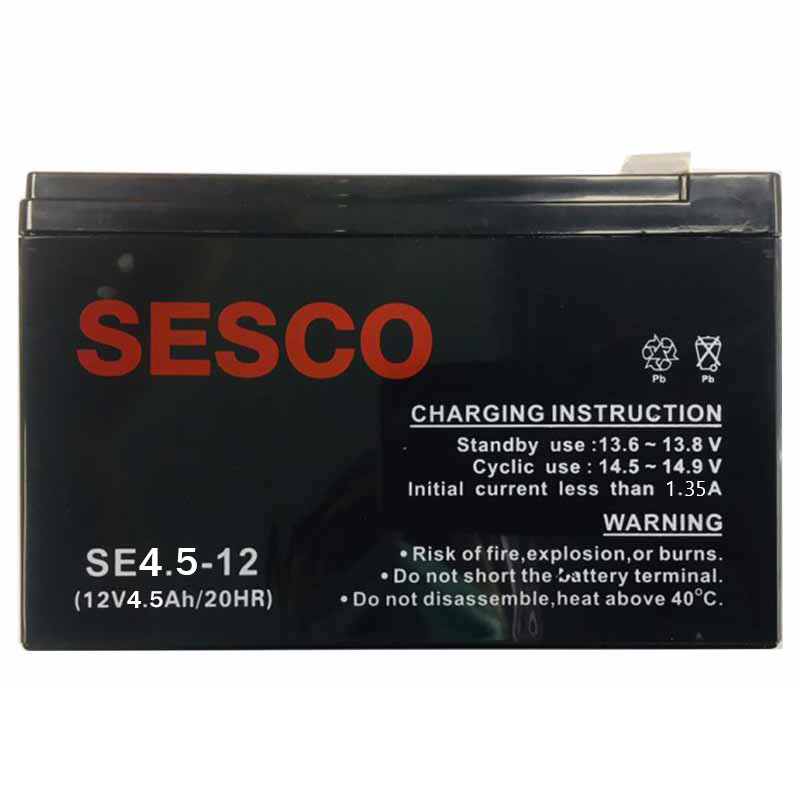 SESCO
Pb Pb
CHARGING INSTRUCTION
Standby use :13.6~13.8 V
Cyclic use : 14.5~14.9 V
Initial current less than 1.35A
WARNING
• Risk of fire,explosion,or burns.
• Do not short the battery terminal.
• Do not disassemble,heat above 40°C.
SE4.5-12
(12V4.5Ah/20HR)